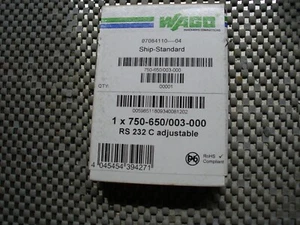 WAGO
97084110----04
Ship-Standard
750-650/003-000
QTY:
00001
1 x 750-650/003-000
RS 232 C adjustable
RoHS ✔
Compliant
4 045454 394271